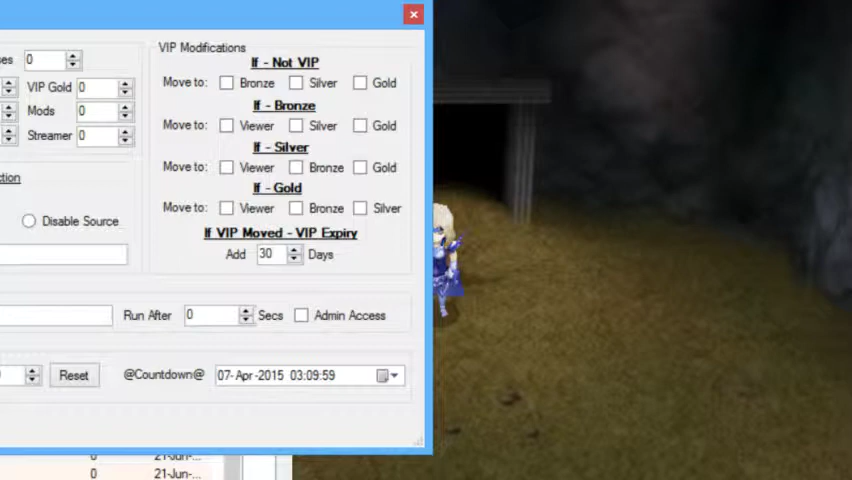 ses 0
VIP Gold 0
Mods 0
Streamer 0
ction
Disable Source
VIP Modifications
If - Not VIP
Move to: Bronze Silver Gold
If - Bronze
Move to: Viewer Silver Gold
If - Silver
Move to: Viewer Bronze Gold
If - Gold
Move to: Viewer Bronze Silver
If VIP Moved - VIP Expiry
Add 30 Days
Run After 0 Secs Admin Access
Reset @Countdown@ 07-Apr-2015 03:09:59
0 21-Jun-...
0 21-Jun-...